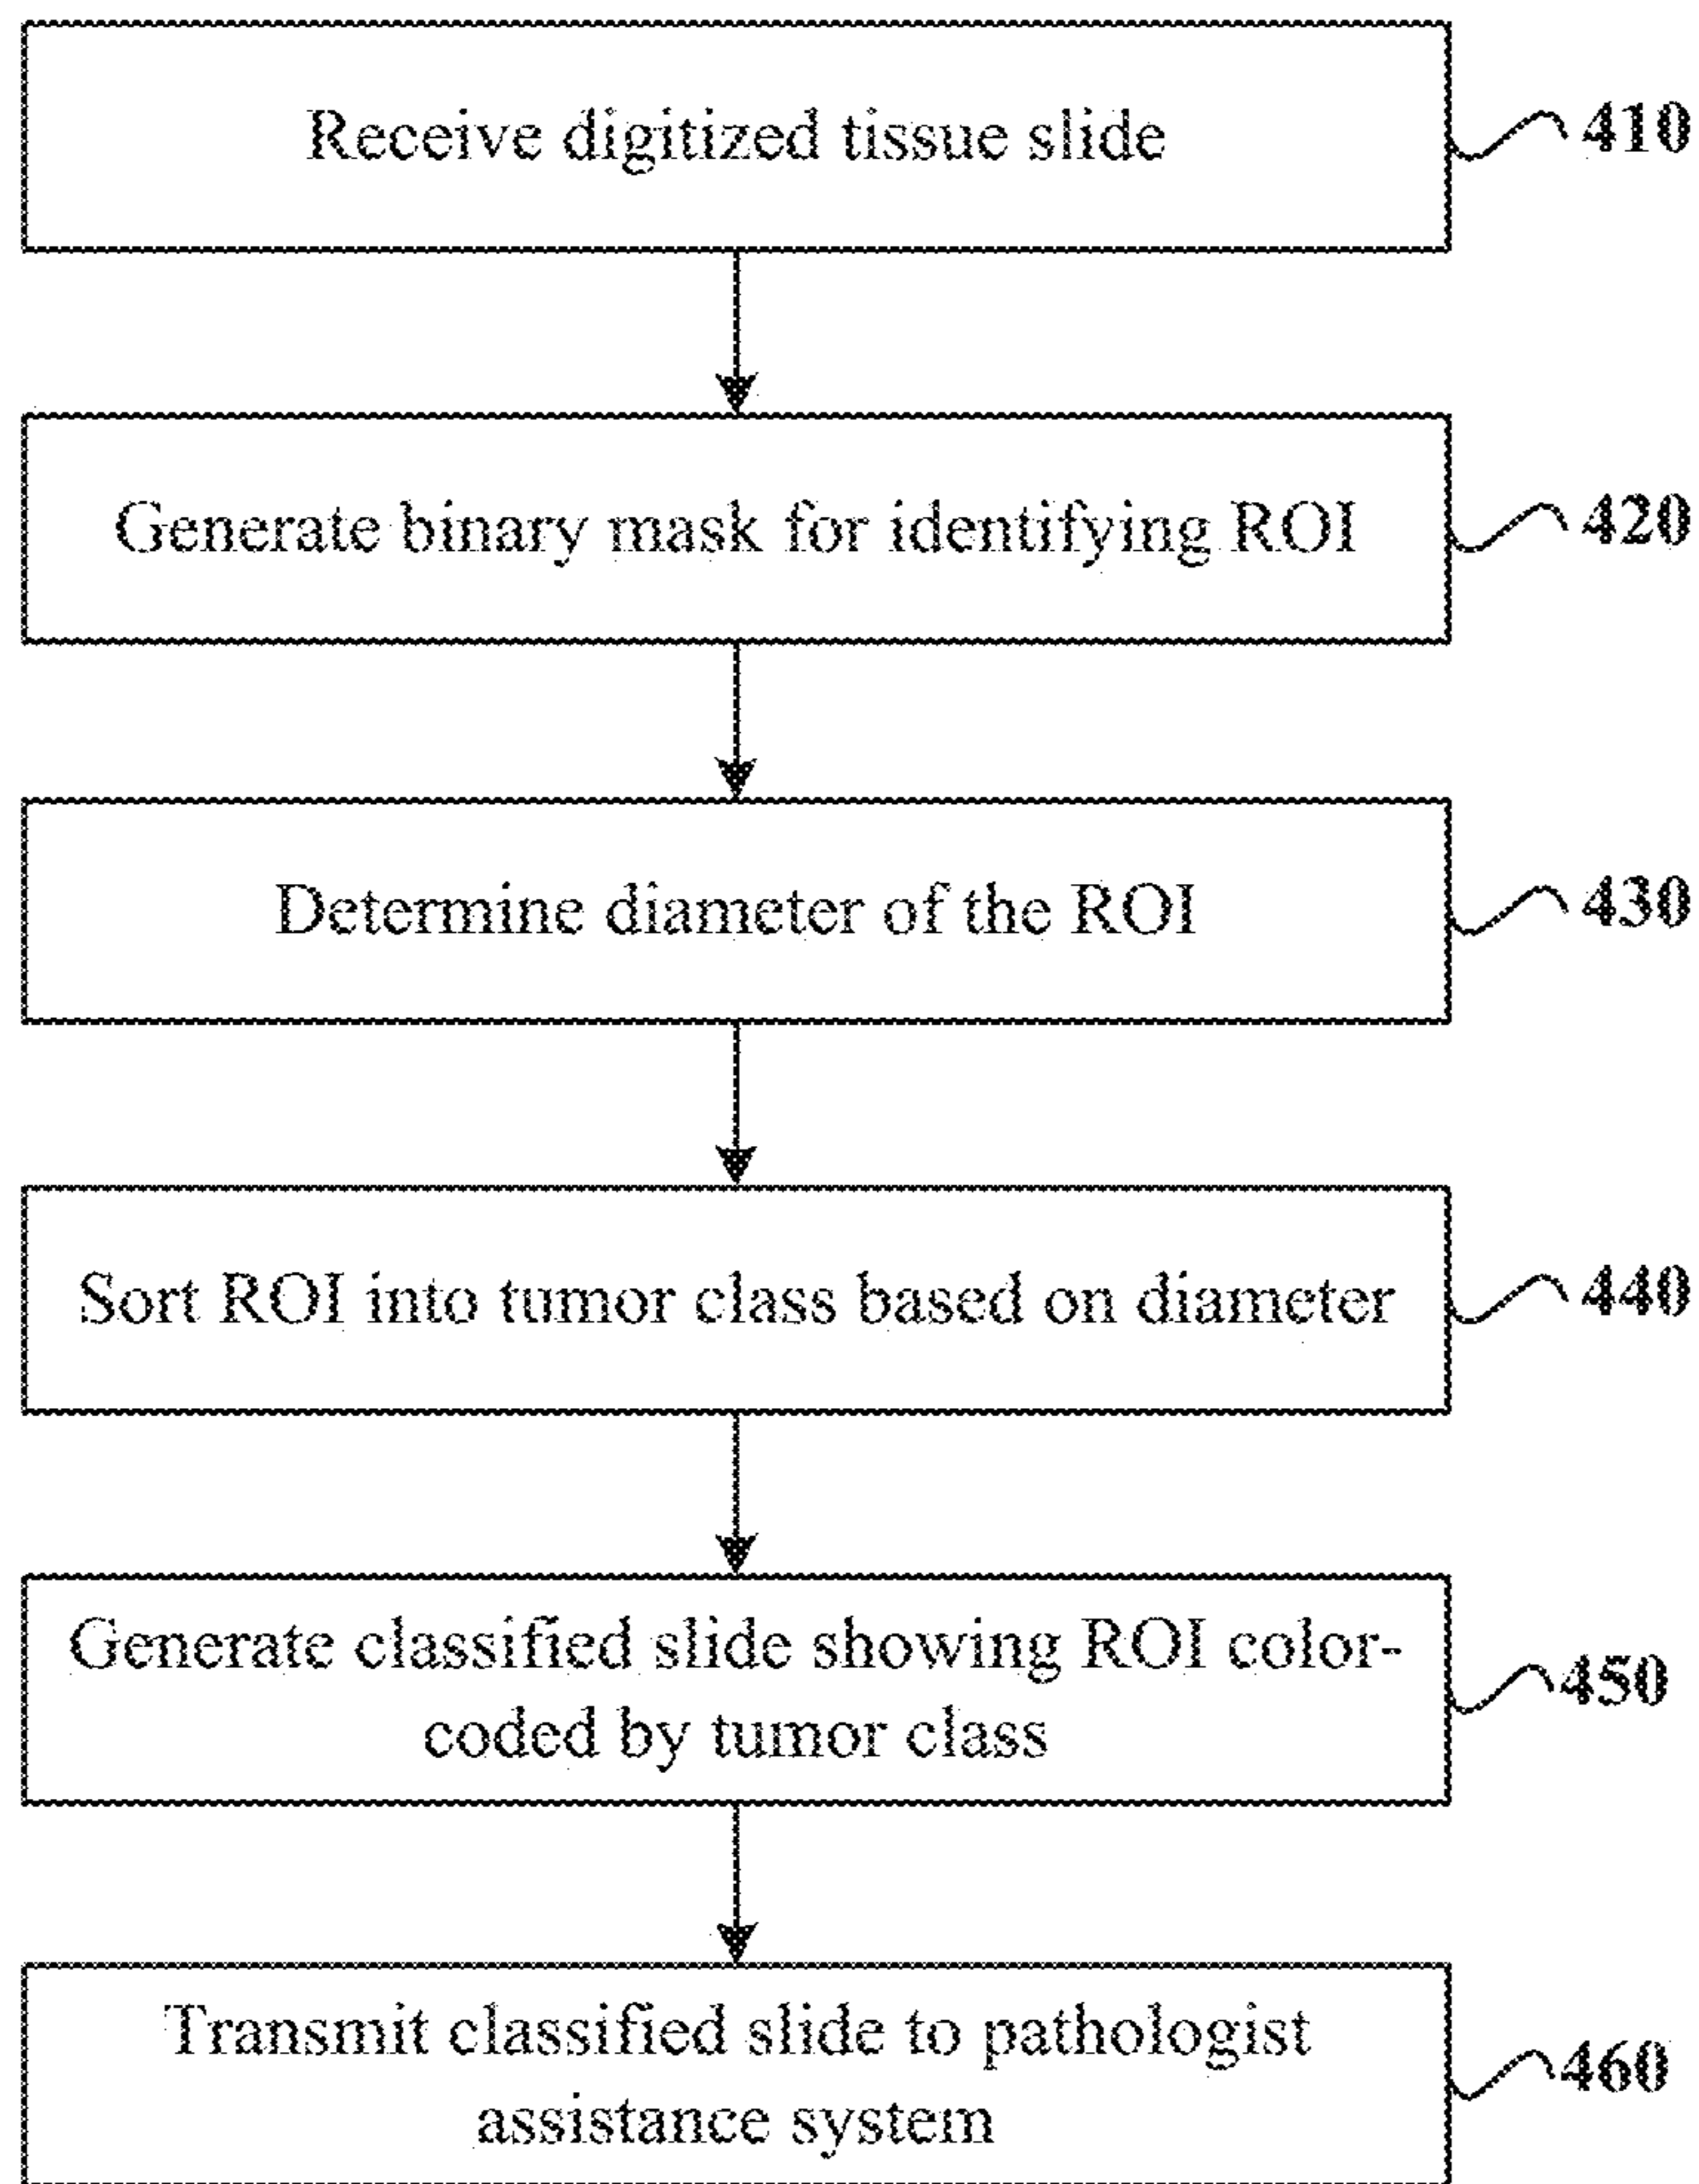 Receive digitized tissue slide
410
Generate binary mask for identifying ROI
420
Determine diameter of the ROI
430
Sort ROI into tumor class based on diameter
440
Generate classified slide showing ROI color-
coded by tumor class
450
Transmit classified slide to pathologist
assistance system
460